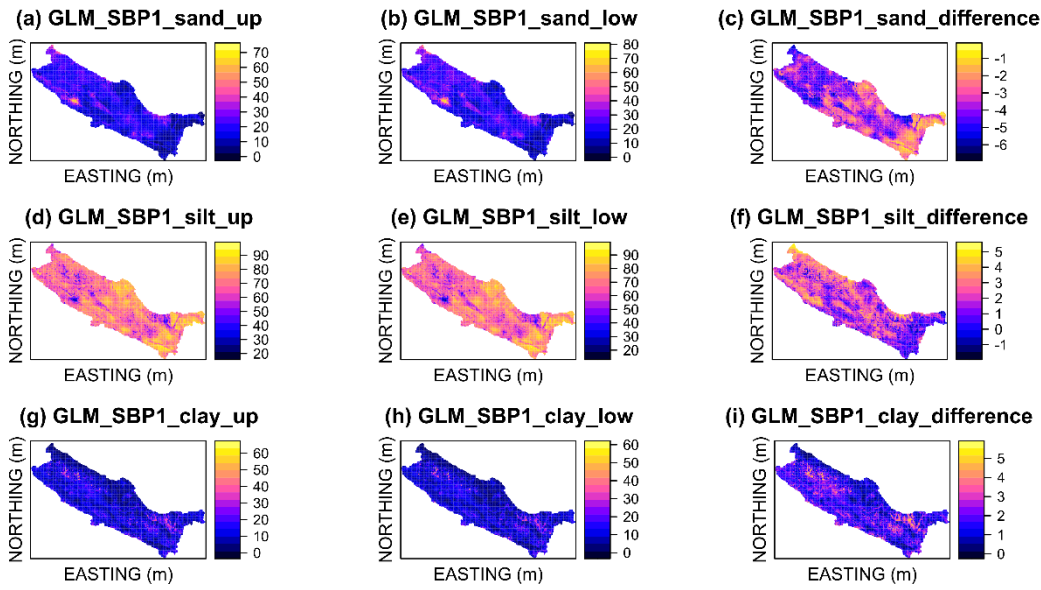 (a) GLM_SBP1_sand_up
NORTHING (m)
70
60
50
40
30
20
10
0
EASTING (m)
(b) GLM_SBP1_sand_low
NORTHING (m)
80
70
60
50
40
30
20
10
0
EASTING (m)
(c) GLM_SBP1_sand_difference
NORTHING (m)
-1
-2
-3
-4
-5
-6
EASTING (m)
(d) GLM_SBP1_silt_up
NORTHING (m)
90
80
70
60
50
40
30
20
EASTING (m)
(e) GLM_SBP1_silt_low
NORTHING (m)
90
80
70
60
50
40
30
20
EASTING (m)
(f) GLM_SBP1_silt_difference
NORTHING (m)
5
4
3
2
1
0
-1
EASTING (m)
(g) GLM_SBP1_clay_up
NORTHING (m)
60
50
40
30
20
10
0
EASTING (m)
(h) GLM_SBP1_clay_low
NORTHING (m)
60
50
40
30
20
10
0
EASTING (m)
(i) GLM_SBP1_clay_difference
NORTHING (m)
5
4
3
2
1
0
EASTING (m)